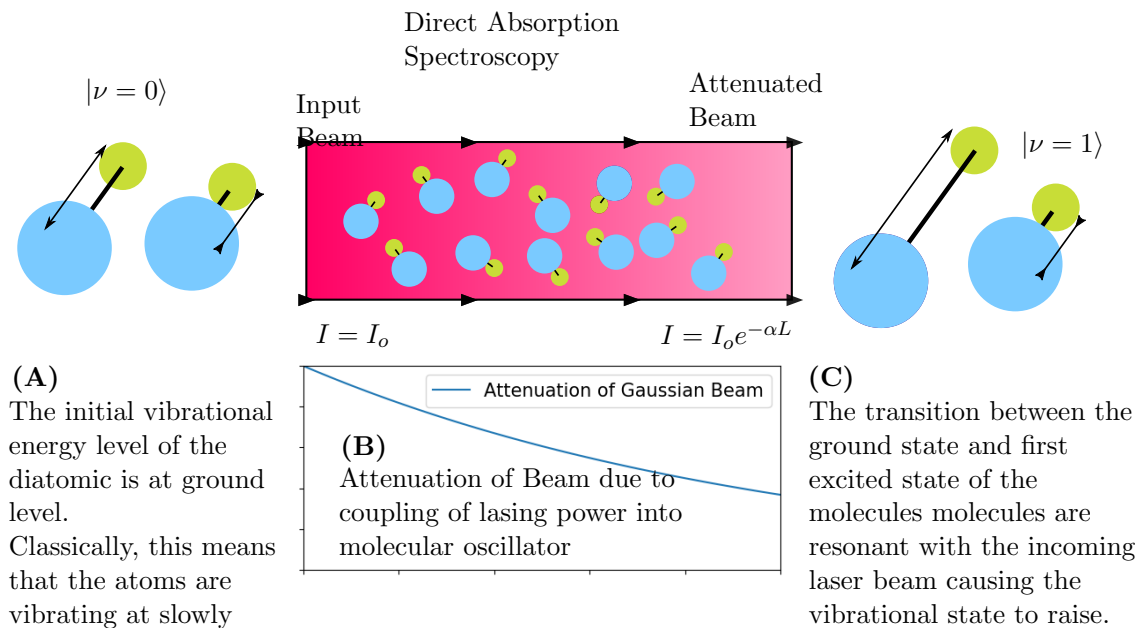 Direct Absorption
Spectroscopy
|ν = 0⟩
Input
Beam
Attenuated
Beam
|ν = 1⟩
I = Iₒ
I = Iₒe^{−αL}
(A)
The initial vibrational
energy level of the
diatomic is at ground
level.
Classically, this means
that the atoms are
vibrating at slowly
Attenuation of Gaussian Beam
(B)
Attenuation of Beam due to
coupling of lasing power into
molecular oscillator
(C)
The transition between the
ground state and first
excited state of the
molecules molecules are
resonant with the incoming
laser beam causing the
vibrational state to raise.